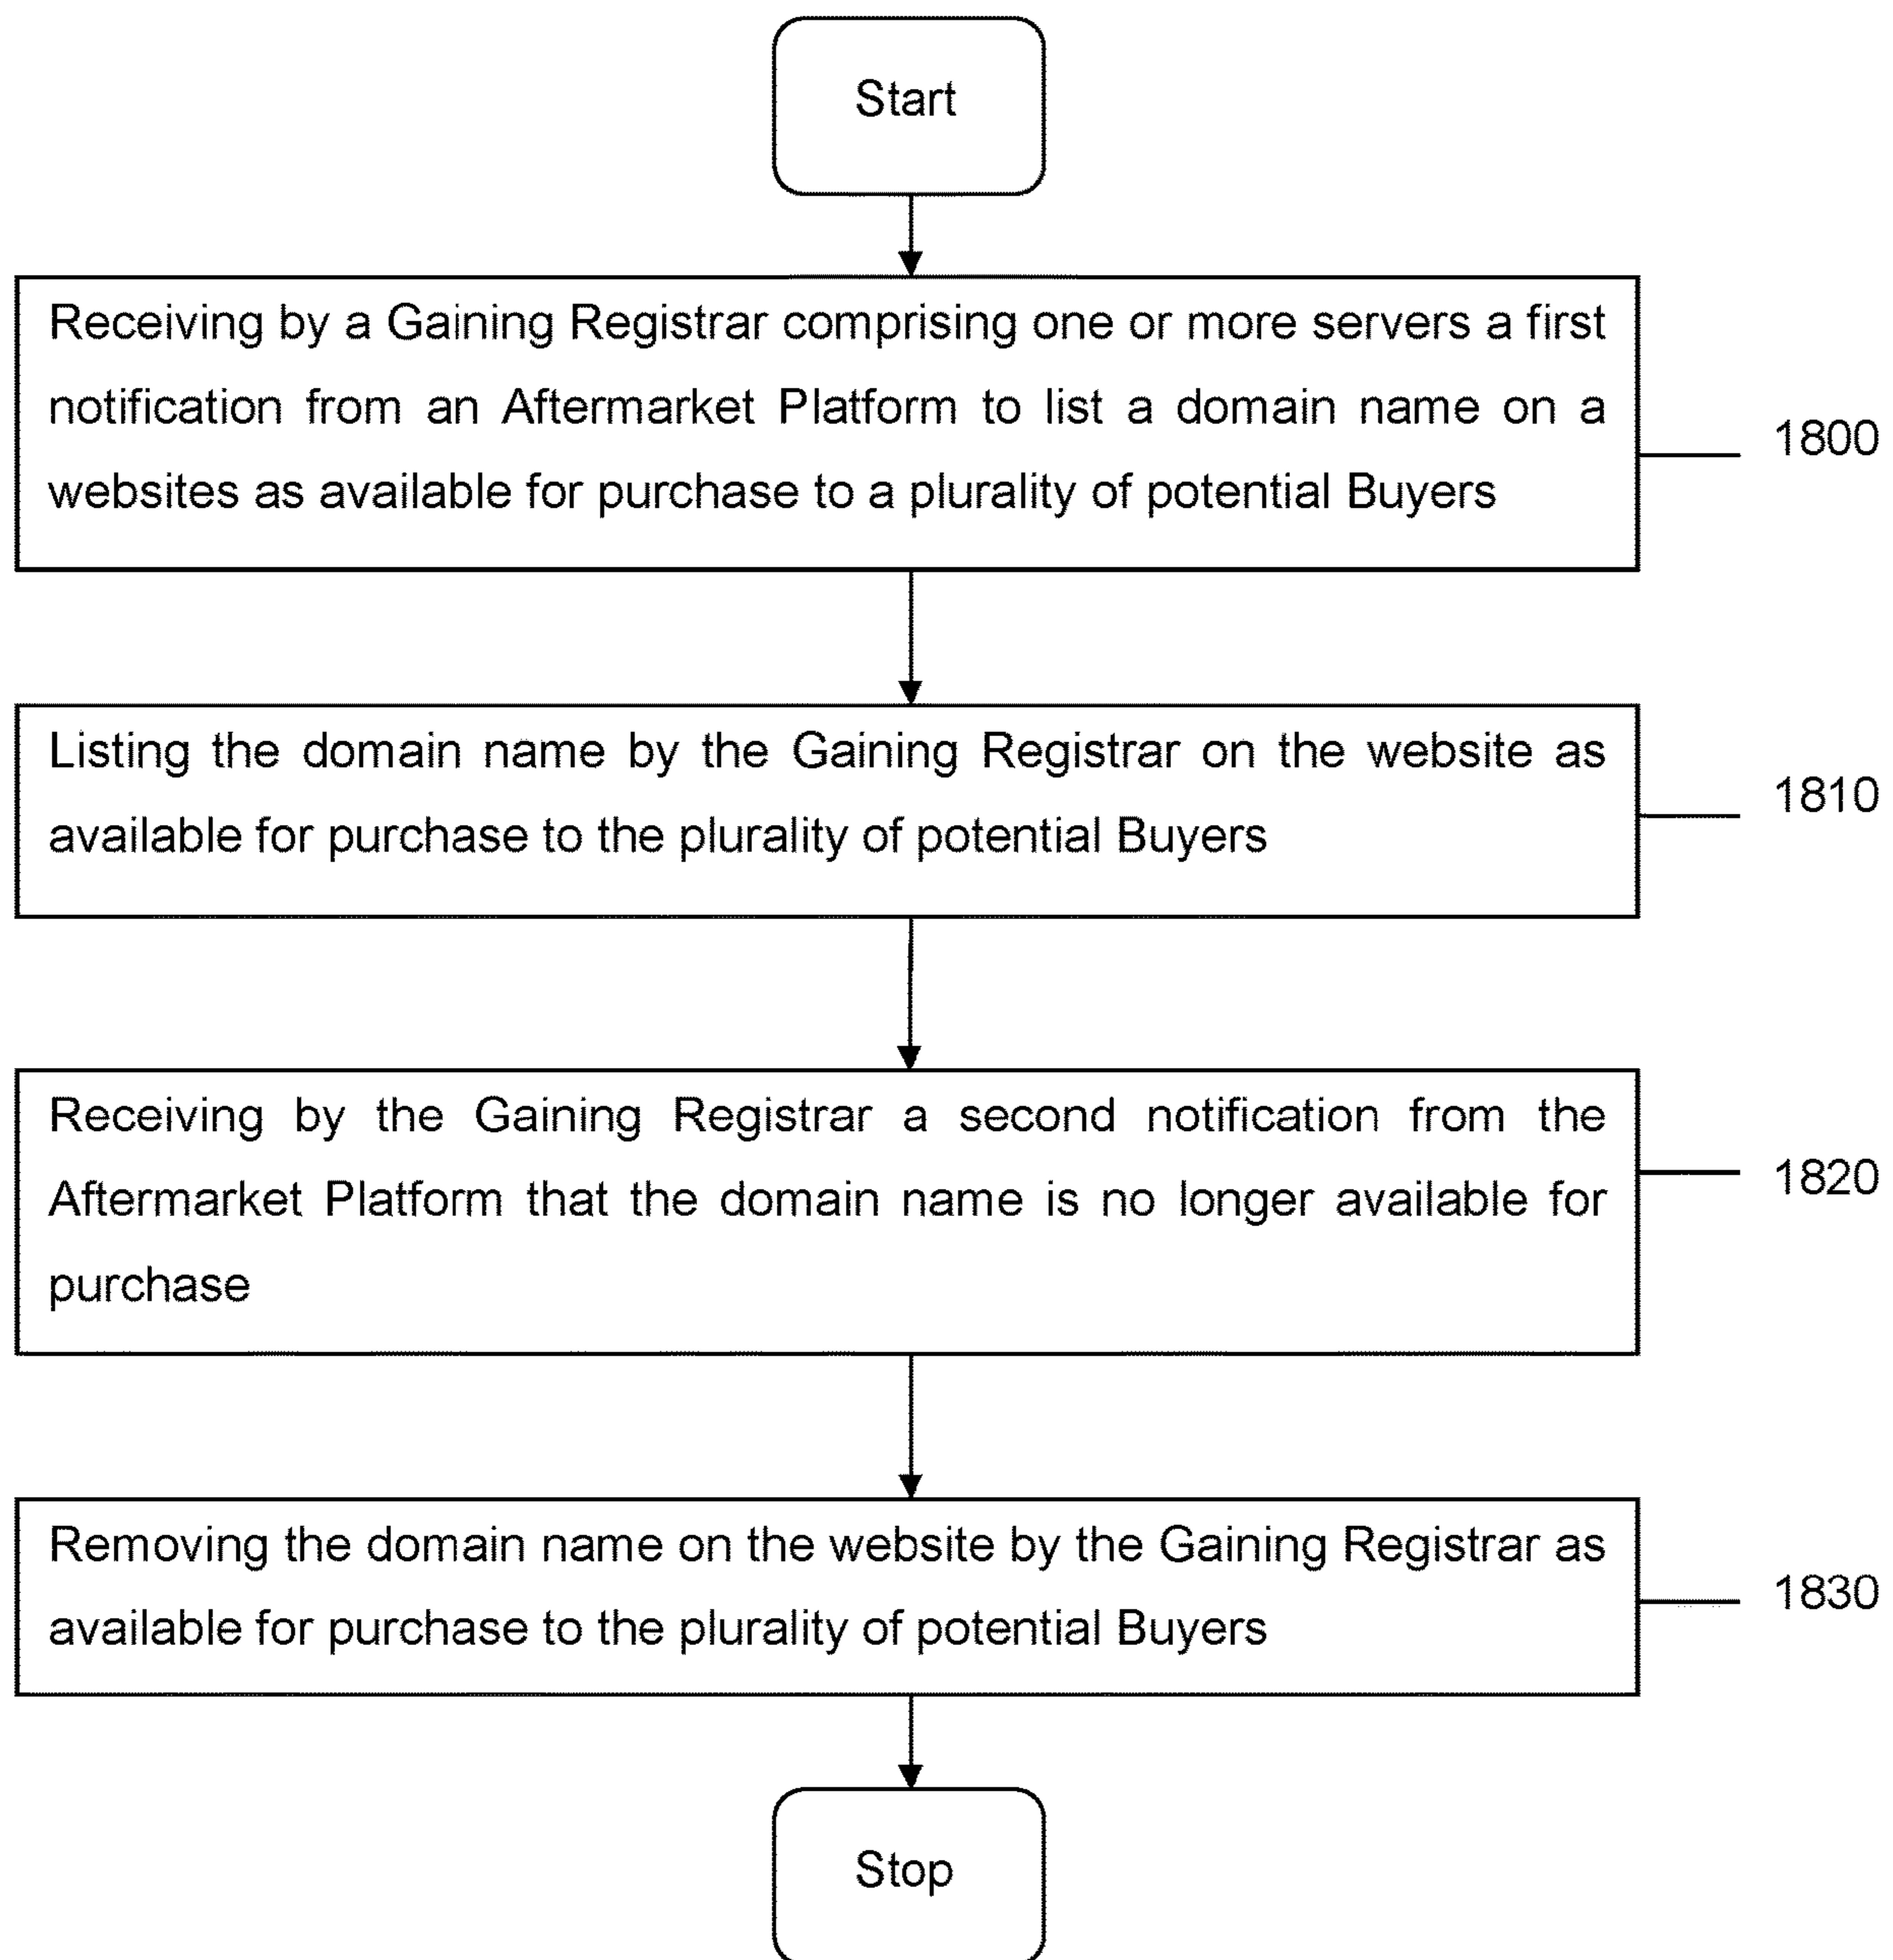 Start
Receiving by a Gaining Registrar comprising one or more servers a first
notification from an Aftermarket Platform to list a domain name on a
websites as available for purchase to a plurality of potential Buyers
1800
Listing the domain name by the Gaining Registrar on the website as
available for purchase to the plurality of potential Buyers
1810
Receiving by the Gaining Registrar a second notification from the
Aftermarket Platform that the domain name is no longer available for
purchase
1820
Removing the domain name on the website by the Gaining Registrar as
available for purchase to the plurality of potential Buyers
1830
Stop